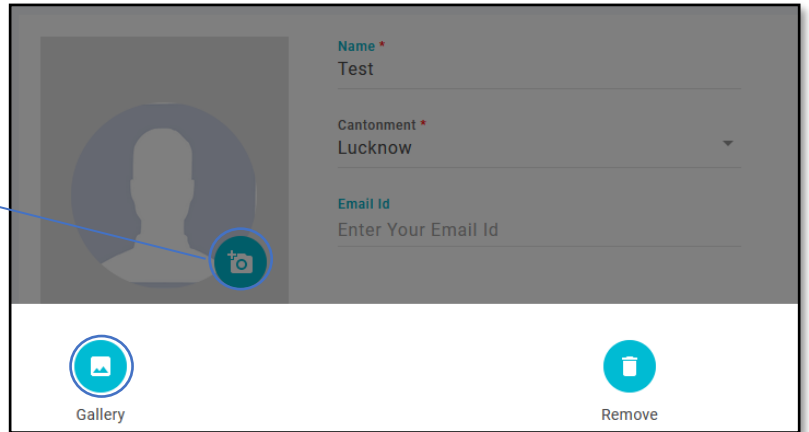 Name *
Test
Cantonment *
Lucknow
Email Id
Enter Your Email Id
Gallery
Remove